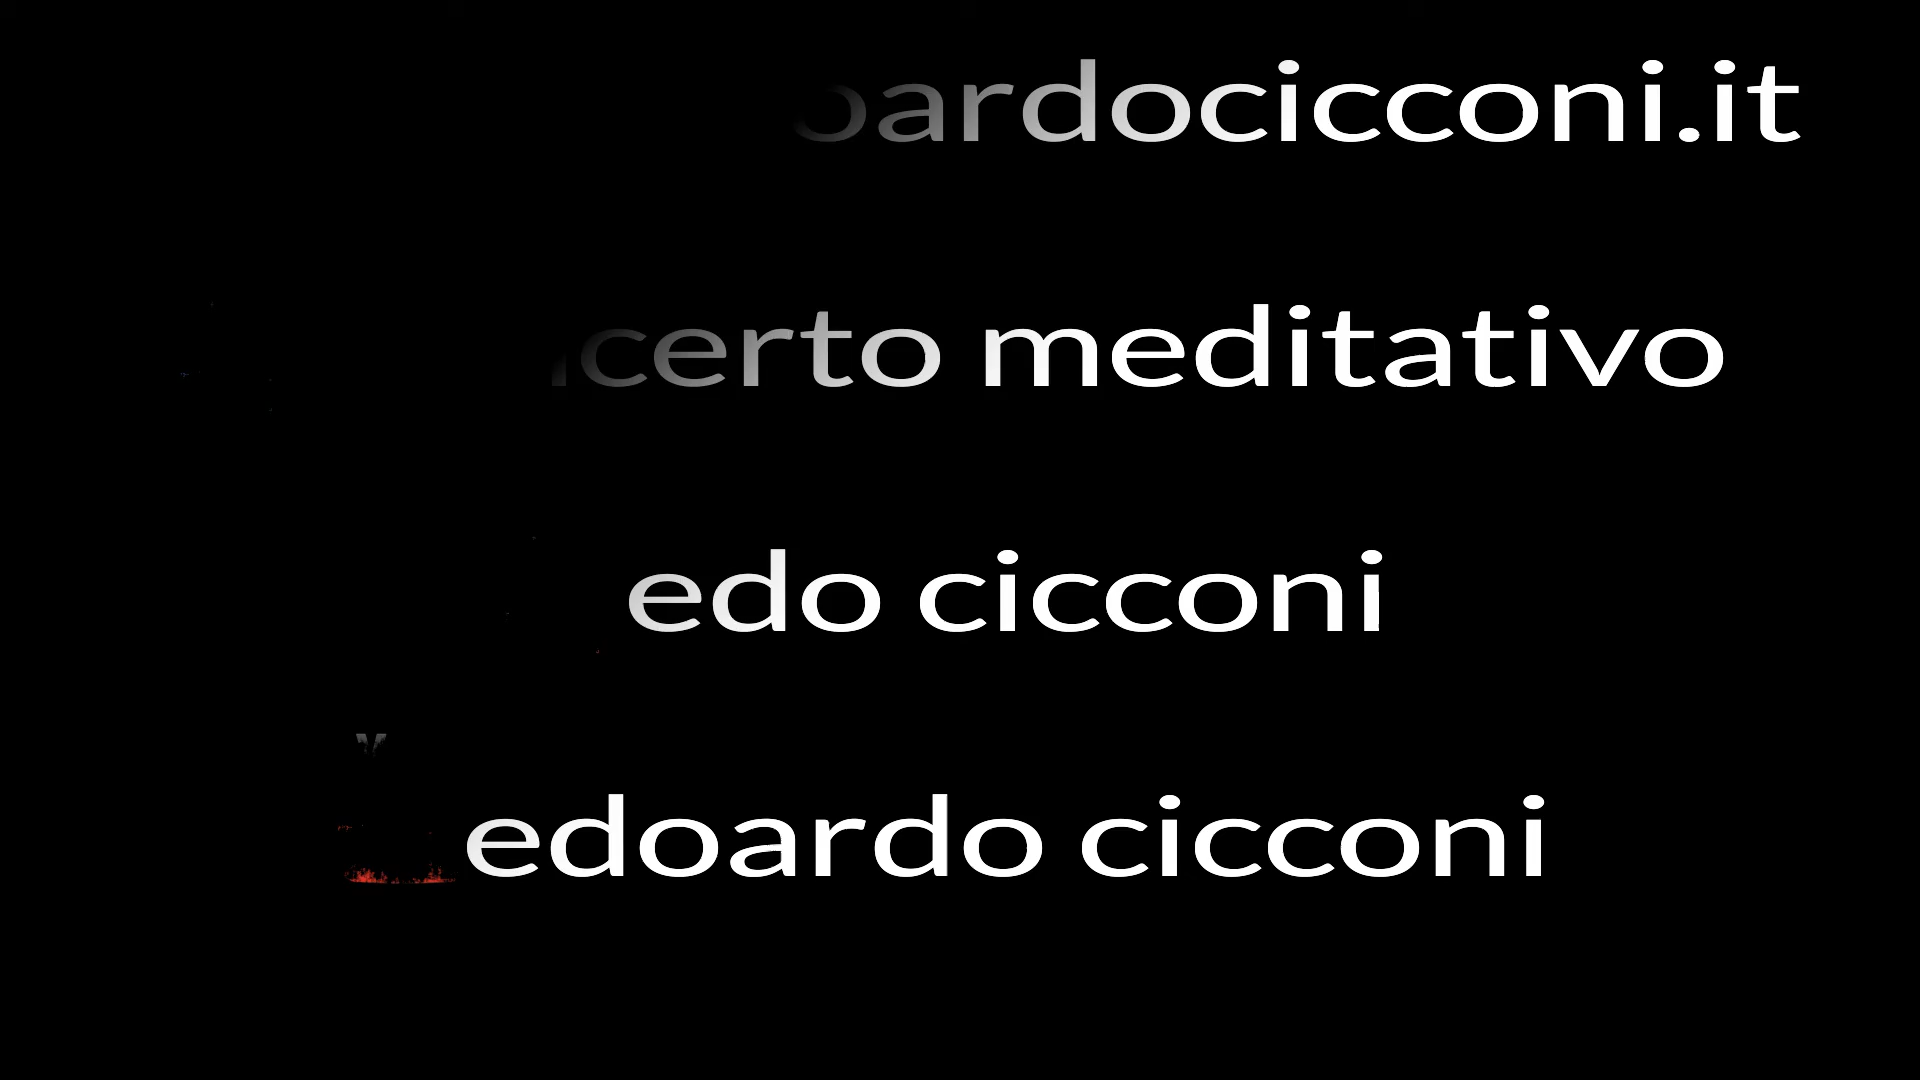 oardocicconi.it
certo meditativo
edo cicconi
edoardo cicconi